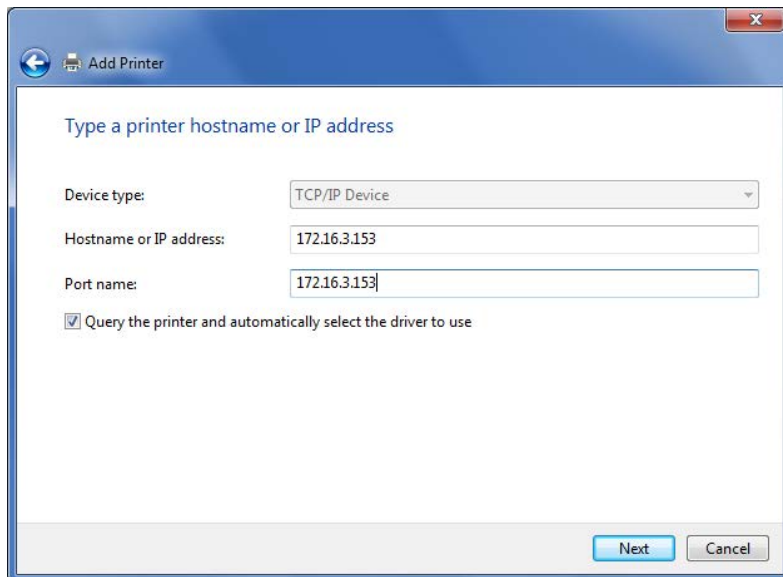 Add Printer
Type a printer hostname or IP address
Device type: TCP/IP Device
Hostname or IP address: 172.16.3.153
Port name: 172.16.3.153
Query the printer and automatically select the driver to use
Next Cancel